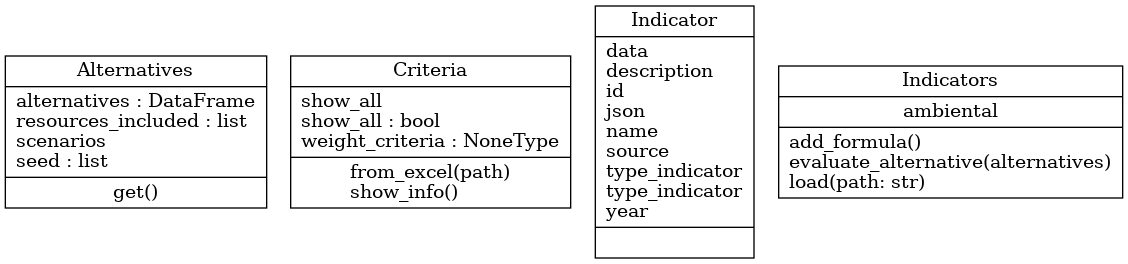 Alternatives
alternatives : DataFrame
resources_included : list
scenarios
seed : list
get()
Criteria
show_all
show_all : bool
weight_criteria : NoneType
from_excel(path)
show_info()
Indicator
data
description
id
json
name
source
type_indicator
type_indicator
year
Indicators
ambiental
add_formula()
evaluate_alternative(alternatives)
load(path: str)